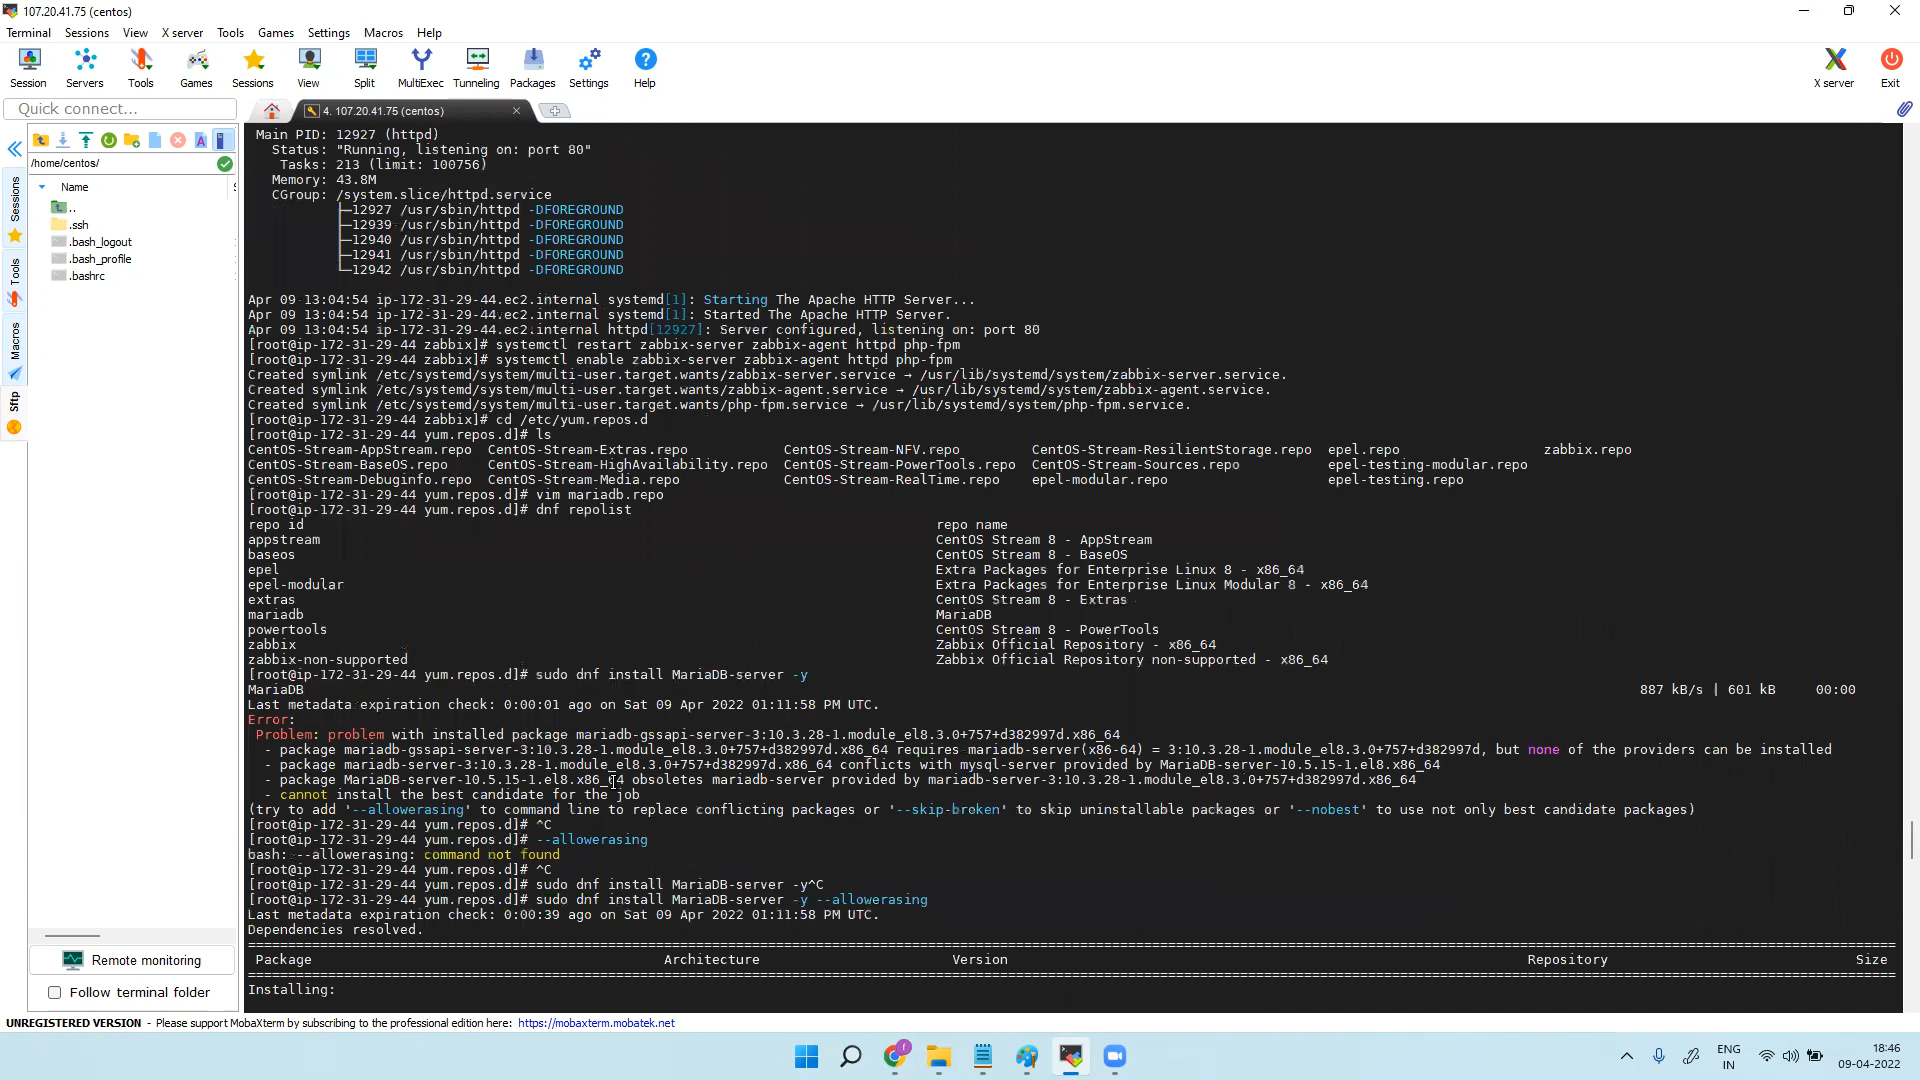 107.20.41.75 (centos)
Terminal Sessions View X server Tools Games Settings Macros Help
Session Servers Tools Games Sessions View Split MultiExec Tunneling Packages Settings Help X server Exit
Quick connect...
4. 107.20.41.75 (centos)
/home/centos/
Name
..
.ssh
.bash_logout
.bash_profile
.bashrc
Sessions
Tools
Macros
Sftp
Main PID: 12927 (httpd)
Status: "Running, listening on: port 80"
Tasks: 213 (limit: 100756)
Memory: 43.8M
CGroup: /system.slice/httpd.service
├─12927 /usr/sbin/httpd -DFOREGROUND
├─12939 /usr/sbin/httpd -DFOREGROUND
├─12940 /usr/sbin/httpd -DFOREGROUND
├─12941 /usr/sbin/httpd -DFOREGROUND
└─12942 /usr/sbin/httpd -DFOREGROUND
Apr 09 13:04:54 ip-172-31-29-44.ec2.internal systemd[1]: Starting The Apache HTTP Server...
Apr 09 13:04:54 ip-172-31-29-44.ec2.internal systemd[1]: Started The Apache HTTP Server.
Apr 09 13:04:54 ip-172-31-29-44.ec2.internal httpd[12927]: Server configured, listening on: port 80
[root@ip-172-31-29-44 zabbix]# systemctl restart zabbix-server zabbix-agent httpd php-fpm
[root@ip-172-31-29-44 zabbix]# systemctl enable zabbix-server zabbix-agent httpd php-fpm
Created symlink /etc/systemd/system/multi-user.target.wants/zabbix-server.service → /usr/lib/systemd/system/zabbix-server.service.
Created symlink /etc/systemd/system/multi-user.target.wants/zabbix-agent.service → /usr/lib/systemd/system/zabbix-agent.service.
Created symlink /etc/systemd/system/multi-user.target.wants/php-fpm.service → /usr/lib/systemd/system/php-fpm.service.
[root@ip-172-31-29-44 zabbix]# cd /etc/yum.repos.d
[root@ip-172-31-29-44 yum.repos.d]# ls
CentOS-Stream-AppStream.repo CentOS-Stream-Extras.repo CentOS-Stream-NFV.repo CentOS-Stream-ResilientStorage.repo epel.repo zabbix.repo
CentOS-Stream-BaseOS.repo CentOS-Stream-HighAvailability.repo CentOS-Stream-PowerTools.repo CentOS-Stream-Sources.repo epel-testing-modular.repo
CentOS-Stream-Debuginfo.repo CentOS-Stream-Media.repo CentOS-Stream-RealTime.repo epel-modular.repo epel-testing.repo
[root@ip-172-31-29-44 yum.repos.d]# vim mariadb.repo
[root@ip-172-31-29-44 yum.repos.d]# dnf repolist
repo id repo name
appstream CentOS Stream 8 - AppStream
baseos CentOS Stream 8 - BaseOS
epel Extra Packages for Enterprise Linux 8 - x86_64
epel-modular Extra Packages for Enterprise Linux Modular 8 - x86_64
extras CentOS Stream 8 - Extras
mariadb MariaDB
powertools CentOS Stream 8 - PowerTools
zabbix Zabbix Official Repository - x86_64
zabbix-non-supported Zabbix Official Repository non-supported - x86_64
[root@ip-172-31-29-44 yum.repos.d]# sudo dnf install MariaDB-server -y
MariaDB 887 kB/s | 601 kB 00:00
Last metadata expiration check: 0:00:01 ago on Sat 09 Apr 2022 01:11:58 PM UTC.
Error:
Problem: problem with installed package mariadb-gssapi-server-3:10.3.28-1.module_el8.3.0+757+d382997d.x86_64
- package mariadb-gssapi-server-3:10.3.28-1.module_el8.3.0+757+d382997d.x86_64 requires mariadb-server(x86-64) = 3:10.3.28-1.module_el8.3.0+757+d382997d, but none of the providers can be installed
- package mariadb-server-3:10.3.28-1.module_el8.3.0+757+d382997d.x86_64 conflicts with mysql-server provided by MariaDB-server-10.5.15-1.el8.x86_64
- package MariaDB-server-10.5.15-1.el8.x86_64 obsoletes mariadb-server provided by mariadb-server-3:10.3.28-1.module_el8.3.0+757+d382997d.x86_64
- cannot install the best candidate for the job
(try to add '--allowerasing' to command line to replace conflicting packages or '--skip-broken' to skip uninstallable packages or '--nobest' to use not only best candidate packages)
[root@ip-172-31-29-44 yum.repos.d]# ^C
[root@ip-172-31-29-44 yum.repos.d]# --allowerasing
bash: --allowerasing: command not found
[root@ip-172-31-29-44 yum.repos.d]# ^C
[root@ip-172-31-29-44 yum.repos.d]# sudo dnf install MariaDB-server -y^C
[root@ip-172-31-29-44 yum.repos.d]# sudo dnf install MariaDB-server -y --allowerasing
Last metadata expiration check: 0:00:39 ago on Sat 09 Apr 2022 01:11:58 PM UTC.
Dependencies resolved.
Package Architecture Version Repository Size
Installing:
Remote monitoring
Follow terminal folder
UNREGISTERED VERSION - Please support MobaXterm by subscribing to the professional edition here: https://mobaxterm.mobatek.net
ENG
IN
18:46
09-04-2022